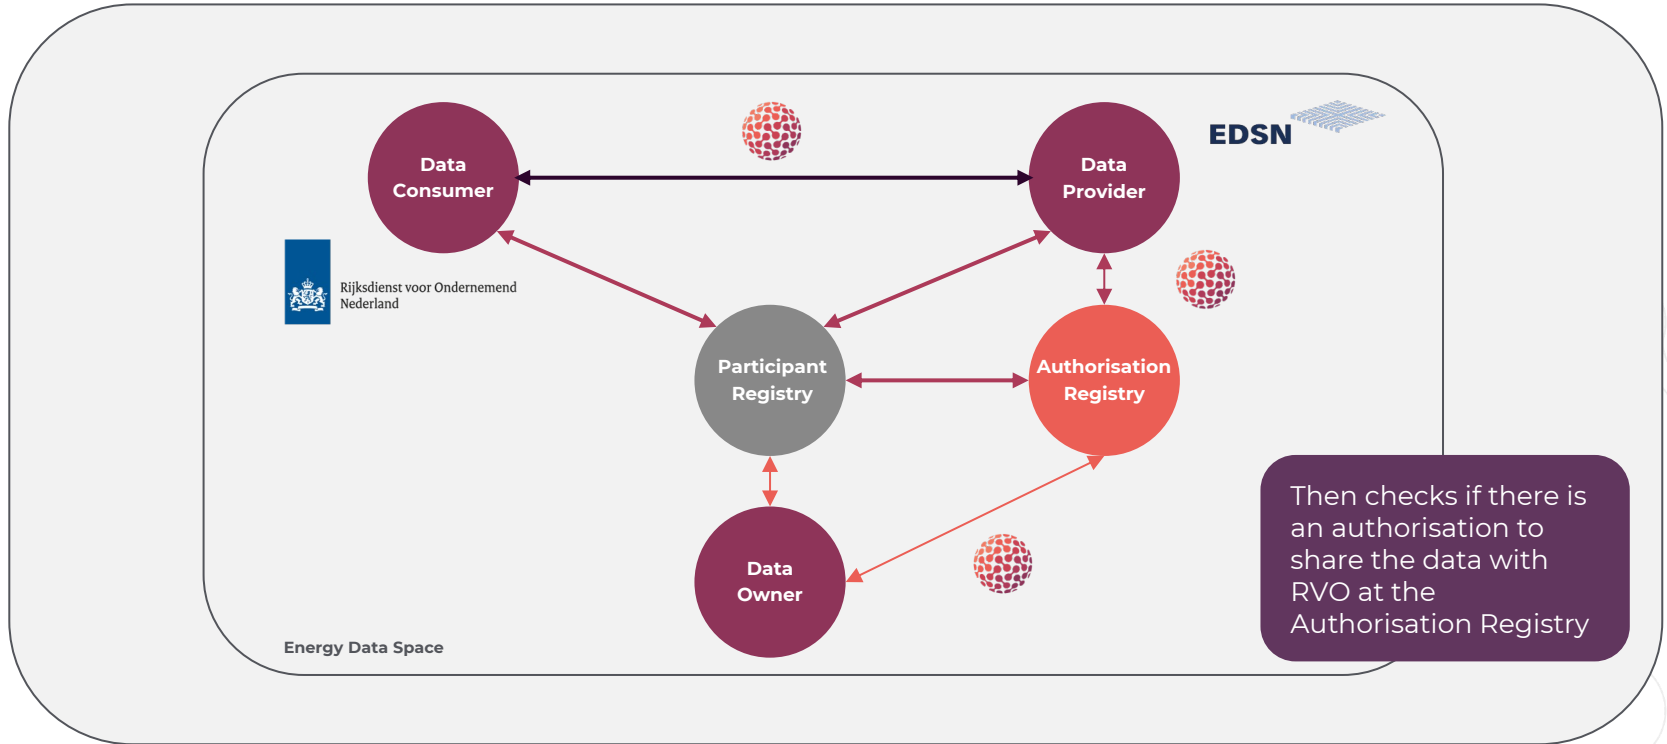 Data
Consumer
Data
Provider
EDSN
Rijksdienst voor Ondernemend
Nederland
Participant
Registry
Authorisation
Registry
Data
Owner
Then checks if there is
an authorisation to
share the data with
RVO at the
Authorisation Registry
Energy Data Space